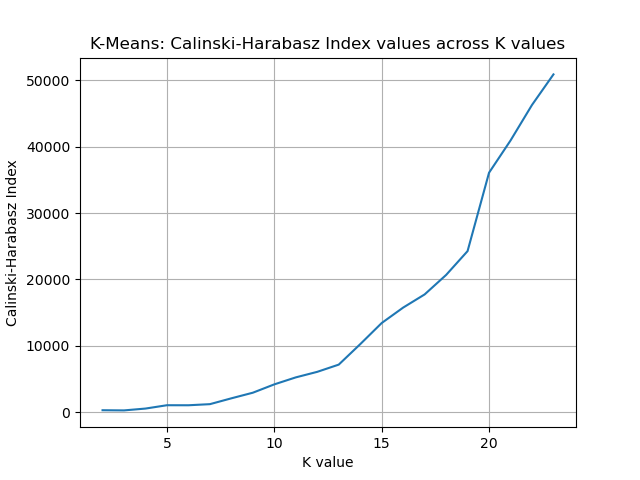 K-Means: Calinski-Harabasz Index values across K values
50000
40000
30000
20000
10000
0
Calinski-Harabasz Index
5 10 15 20
K value